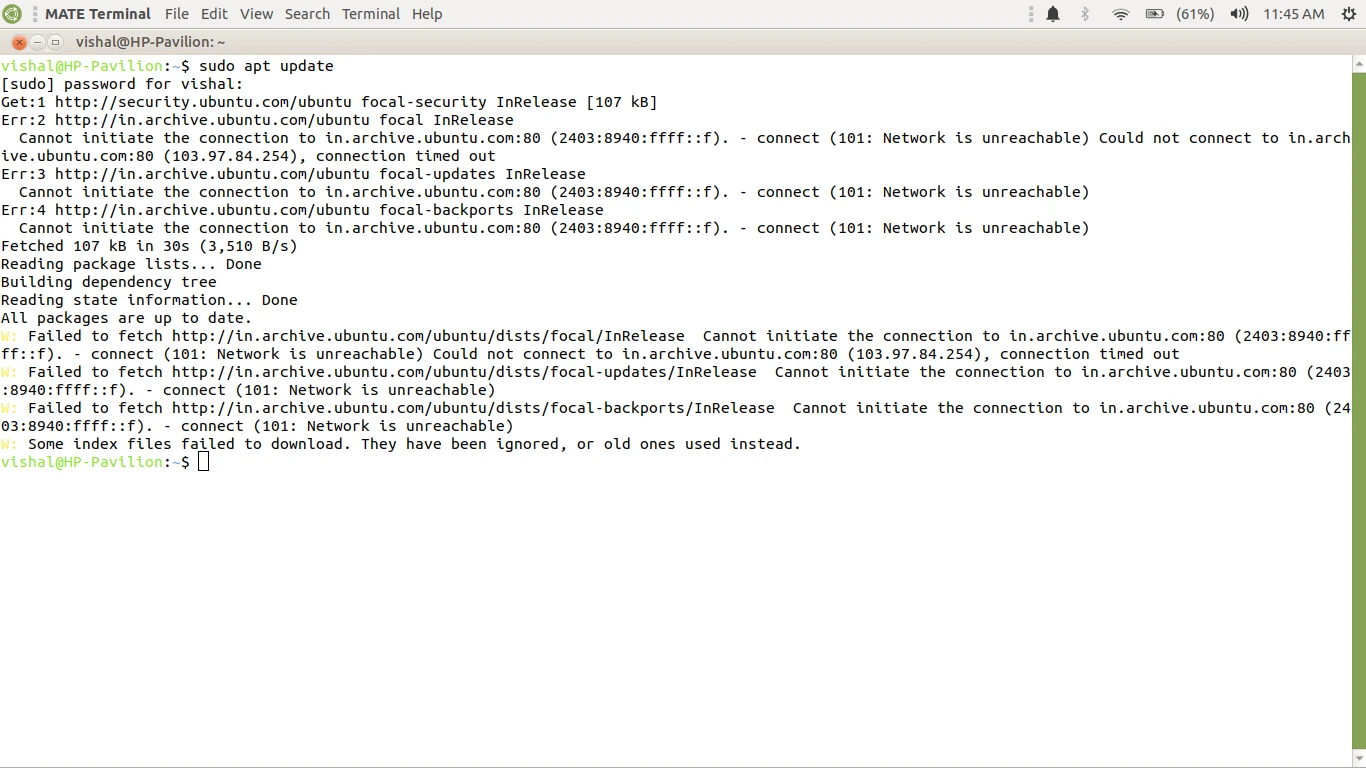 MATE Terminal File Edit View Search Terminal Help (61%) 11:45 AM
vishal@HP-Pavilion: ~
vishal@HP-Pavilion:~$ sudo apt update
[sudo] password for vishal:
Get:1 http://security.ubuntu.com/ubuntu focal-security InRelease [107 kB]
Err:2 http://in.archive.ubuntu.com/ubuntu focal InRelease
  Cannot initiate the connection to in.archive.ubuntu.com:80 (2403:8940:ffff::f). - connect (101: Network is unreachable) Could not connect to in.arch
ive.ubuntu.com:80 (103.97.84.254), connection timed out
Err:3 http://in.archive.ubuntu.com/ubuntu focal-updates InRelease
  Cannot initiate the connection to in.archive.ubuntu.com:80 (2403:8940:ffff::f). - connect (101: Network is unreachable)
Err:4 http://in.archive.ubuntu.com/ubuntu focal-backports InRelease
  Cannot initiate the connection to in.archive.ubuntu.com:80 (2403:8940:ffff::f). - connect (101: Network is unreachable)
Fetched 107 kB in 30s (3,510 B/s)
Reading package lists... Done
Building dependency tree
Reading state information... Done
All packages are up to date.
W: Failed to fetch http://in.archive.ubuntu.com/ubuntu/dists/focal/InRelease  Cannot initiate the connection to in.archive.ubuntu.com:80 (2403:8940:ff
ff::f). - connect (101: Network is unreachable) Could not connect to in.archive.ubuntu.com:80 (103.97.84.254), connection timed out
W: Failed to fetch http://in.archive.ubuntu.com/ubuntu/dists/focal-updates/InRelease  Cannot initiate the connection to in.archive.ubuntu.com:80 (2403
:8940:ffff::f). - connect (101: Network is unreachable)
W: Failed to fetch http://in.archive.ubuntu.com/ubuntu/dists/focal-backports/InRelease  Cannot initiate the connection to in.archive.ubuntu.com:80 (24
03:8940:ffff::f). - connect (101: Network is unreachable)
W: Some index files failed to download. They have been ignored, or old ones used instead.
vishal@HP-Pavilion:~$